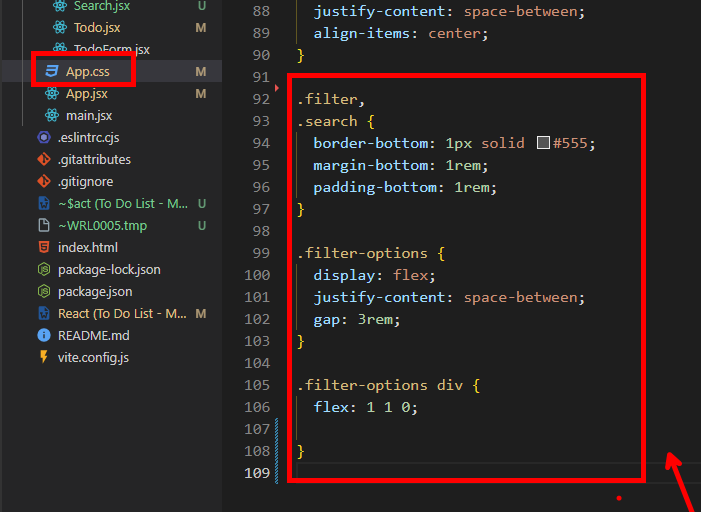 Search.jsx U
Todo.jsx M
TodoForm.jsx
App.css M
App.jsx M
main.jsx
.eslintrc.cjs
.gitattributes
.gitignore
~$act (To Do List - M... U
~WRL0005.tmp U
index.html
package-lock.json
package.json
React (To Do List - M... M
README.md
vite.config.js
88 justify-content: space-between;
89 align-items: center;
90 }
91
92 .filter,
93 .search {
94 border-bottom: 1px solid #555;
95 margin-bottom: 1rem;
96 padding-bottom: 1rem;
97 }
98
99 .filter-options {
100 display: flex;
101 justify-content: space-between;
102 gap: 3rem;
103 }
104
105 .filter-options div {
106 flex: 1 1 0;
107
108 }
109